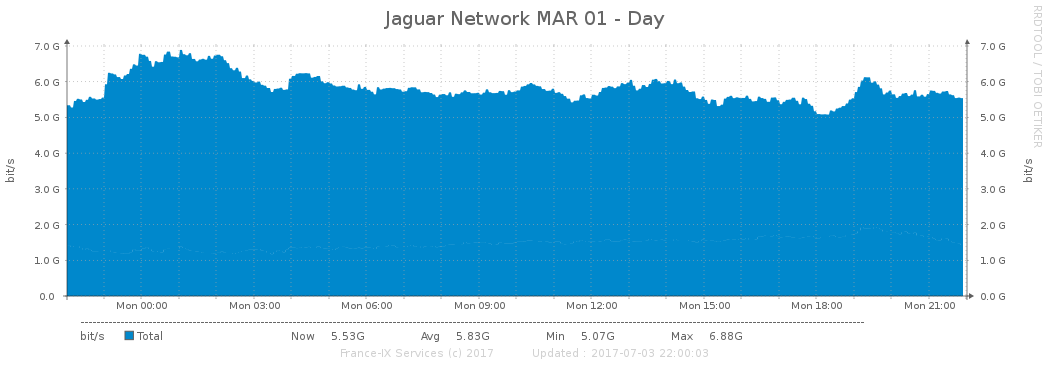 Jaguar Network MAR 01 - Day
RRDTOOL / TOBI OETIKER
bit/s
7.0 G 7.0 G
6.0 G 6.0 G
5.0 G 5.0 G
4.0 G 4.0 G
3.0 G 3.0 G
2.0 G 2.0 G
1.0 G 1.0 G
0.0 0.0 G
bit/s
Mon 00:00 Mon 03:00 Mon 06:00 Mon 09:00 Mon 12:00 Mon 15:00 Mon 18:00 Mon 21:00
bit/s Total Now 5.53G Avg 5.83G Min 5.07G Max 6.88G
France-IX Services (c) 2017 Updated : 2017-07-03 22:00:03